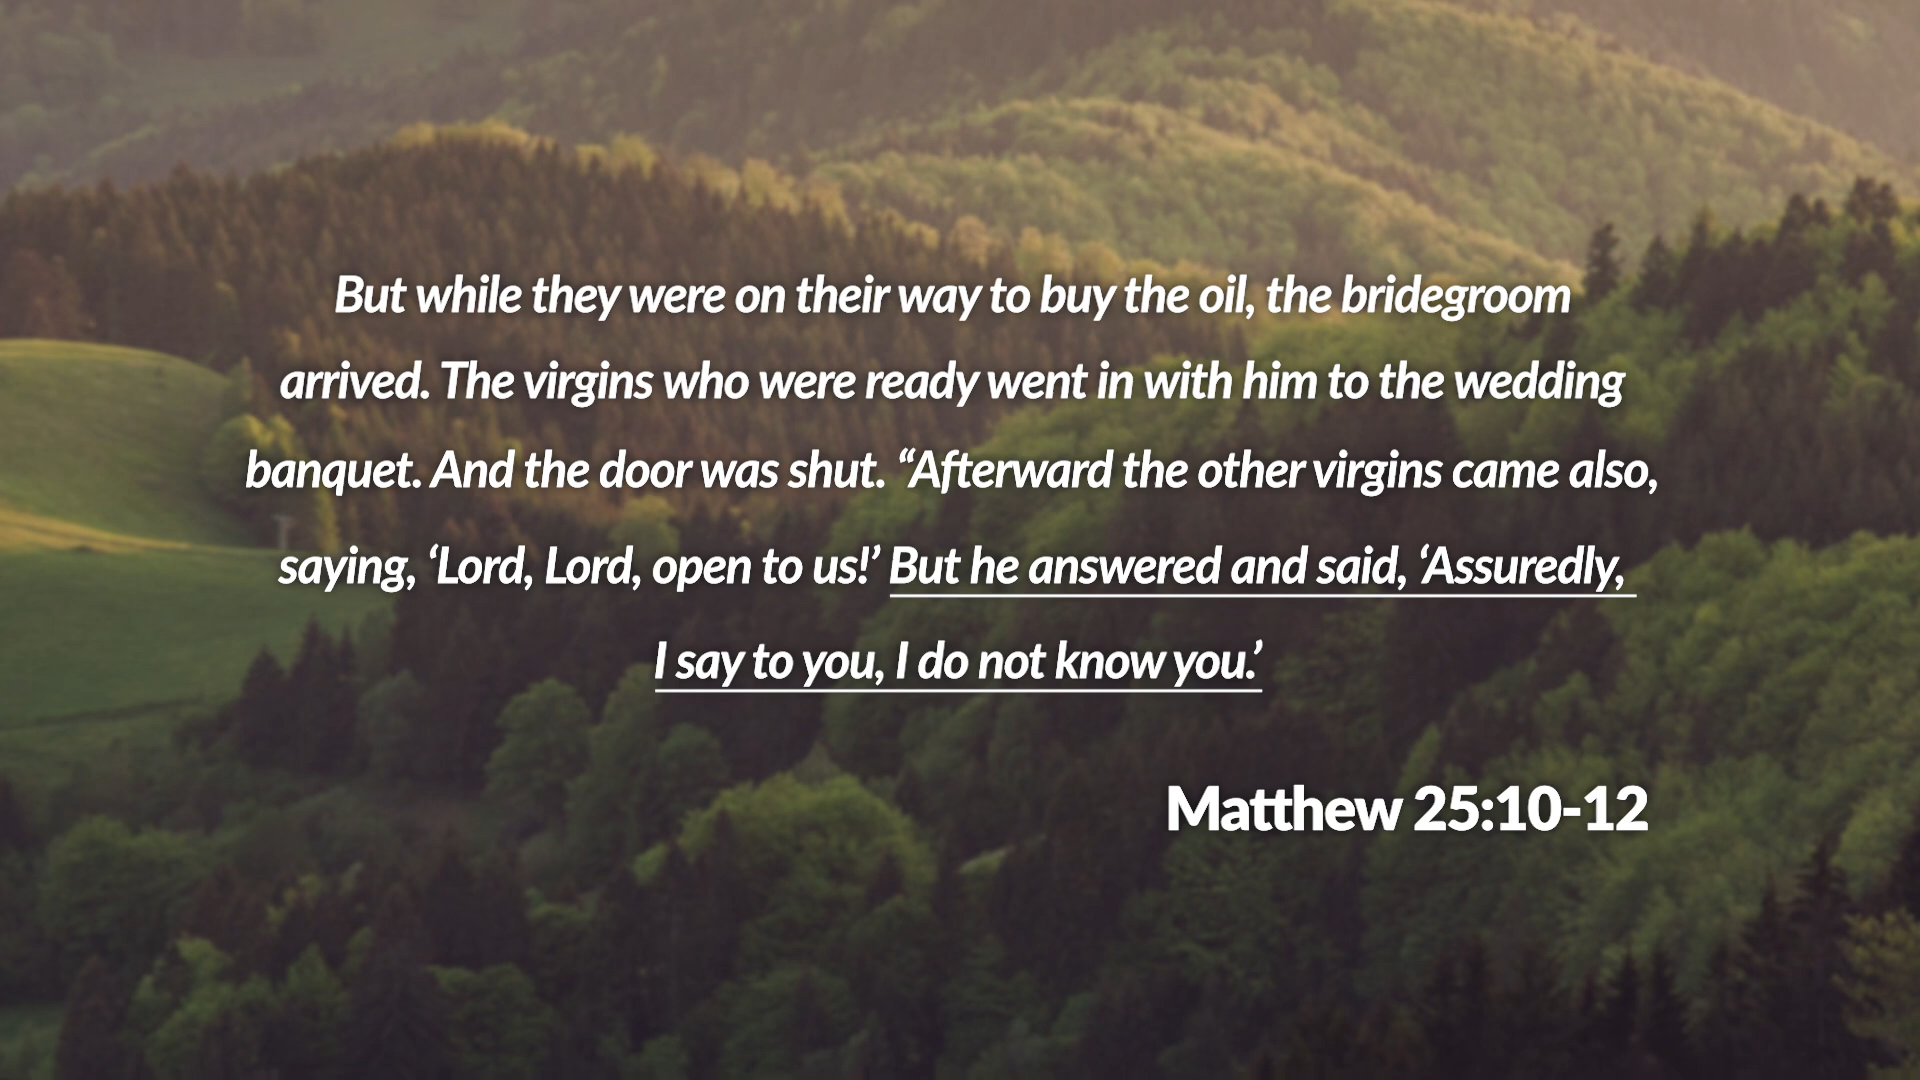 But while they were on their way to buy the oil, the bridegroom
arrived. The virgins who were ready went in with him to the wedding
banquet. And the door was shut. “Afterward the other virgins came also,
saying, ‘Lord, Lord, open to us!’ But he answered and said, ‘Assuredly,
I say to you, I do not know you.’
Matthew 25:10-12